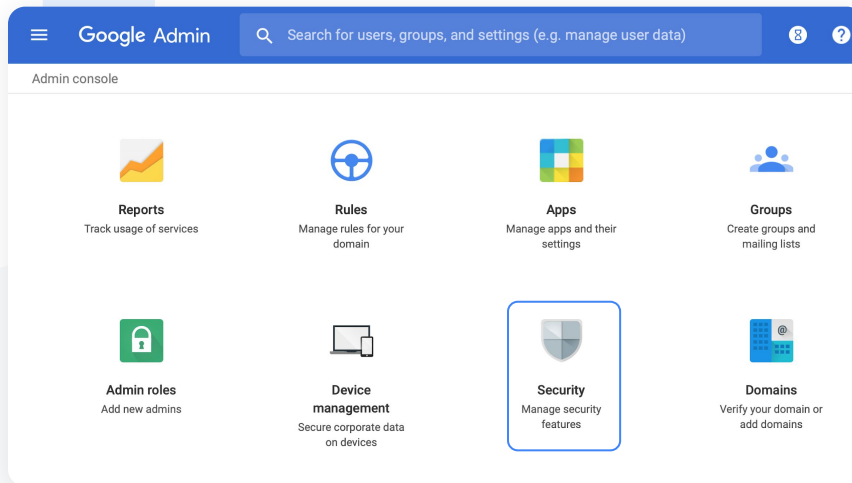 Google Admin
Search for users, groups, and settings (e.g. manage user data)
?
Admin console
Reports
Track usage of services
Rules
Manage rules for your
domain
Apps
Manage apps and their
settings
Groups
Create groups and
mailing lists
Admin roles
Add new admins
Device
management
Secure corporate data
on devices
Security
Manage security
features
@
Domains
Verify your domain or
add domains